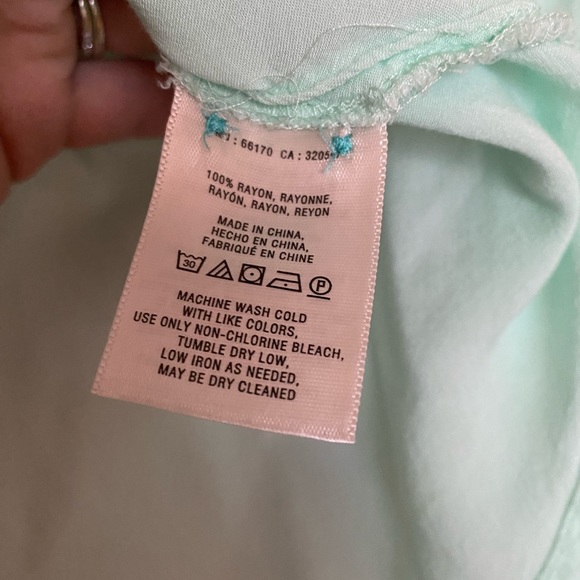 : 66170 CA : 3205
100% RAYON, RAYONNE,
RAYÓN, RAYON, REYON
MADE IN CHINA,
HECHO EN CHINA,
FABRIQUÉ EN CHINE
30 P
MACHINE WASH COLD
WITH LIKE COLORS,
USE ONLY NON-CHLORINE BLEACH,
TUMBLE DRY LOW,
LOW IRON AS NEEDED,
MAY BE DRY CLEANED